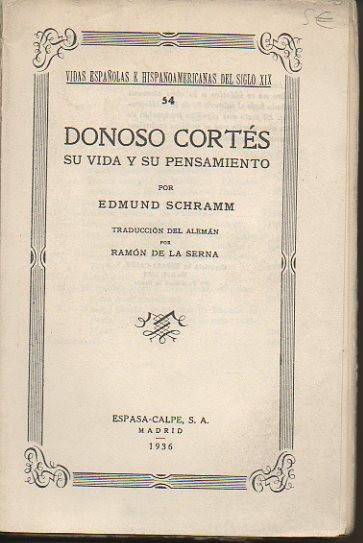 5€
VIDAS ESPAÑOLAS E HISPANOAMERICANAS DEL SIGLO XIX
54
DONOSO CORTÉS
SU VIDA Y SU PENSAMIENTO
POR
EDMUND SCHRAMM
TRADUCCIÓN DEL ALEMÁN
POR
RAMÓN DE LA SERNA
ESPASA-CALPE, S. A.
MADRID
1936